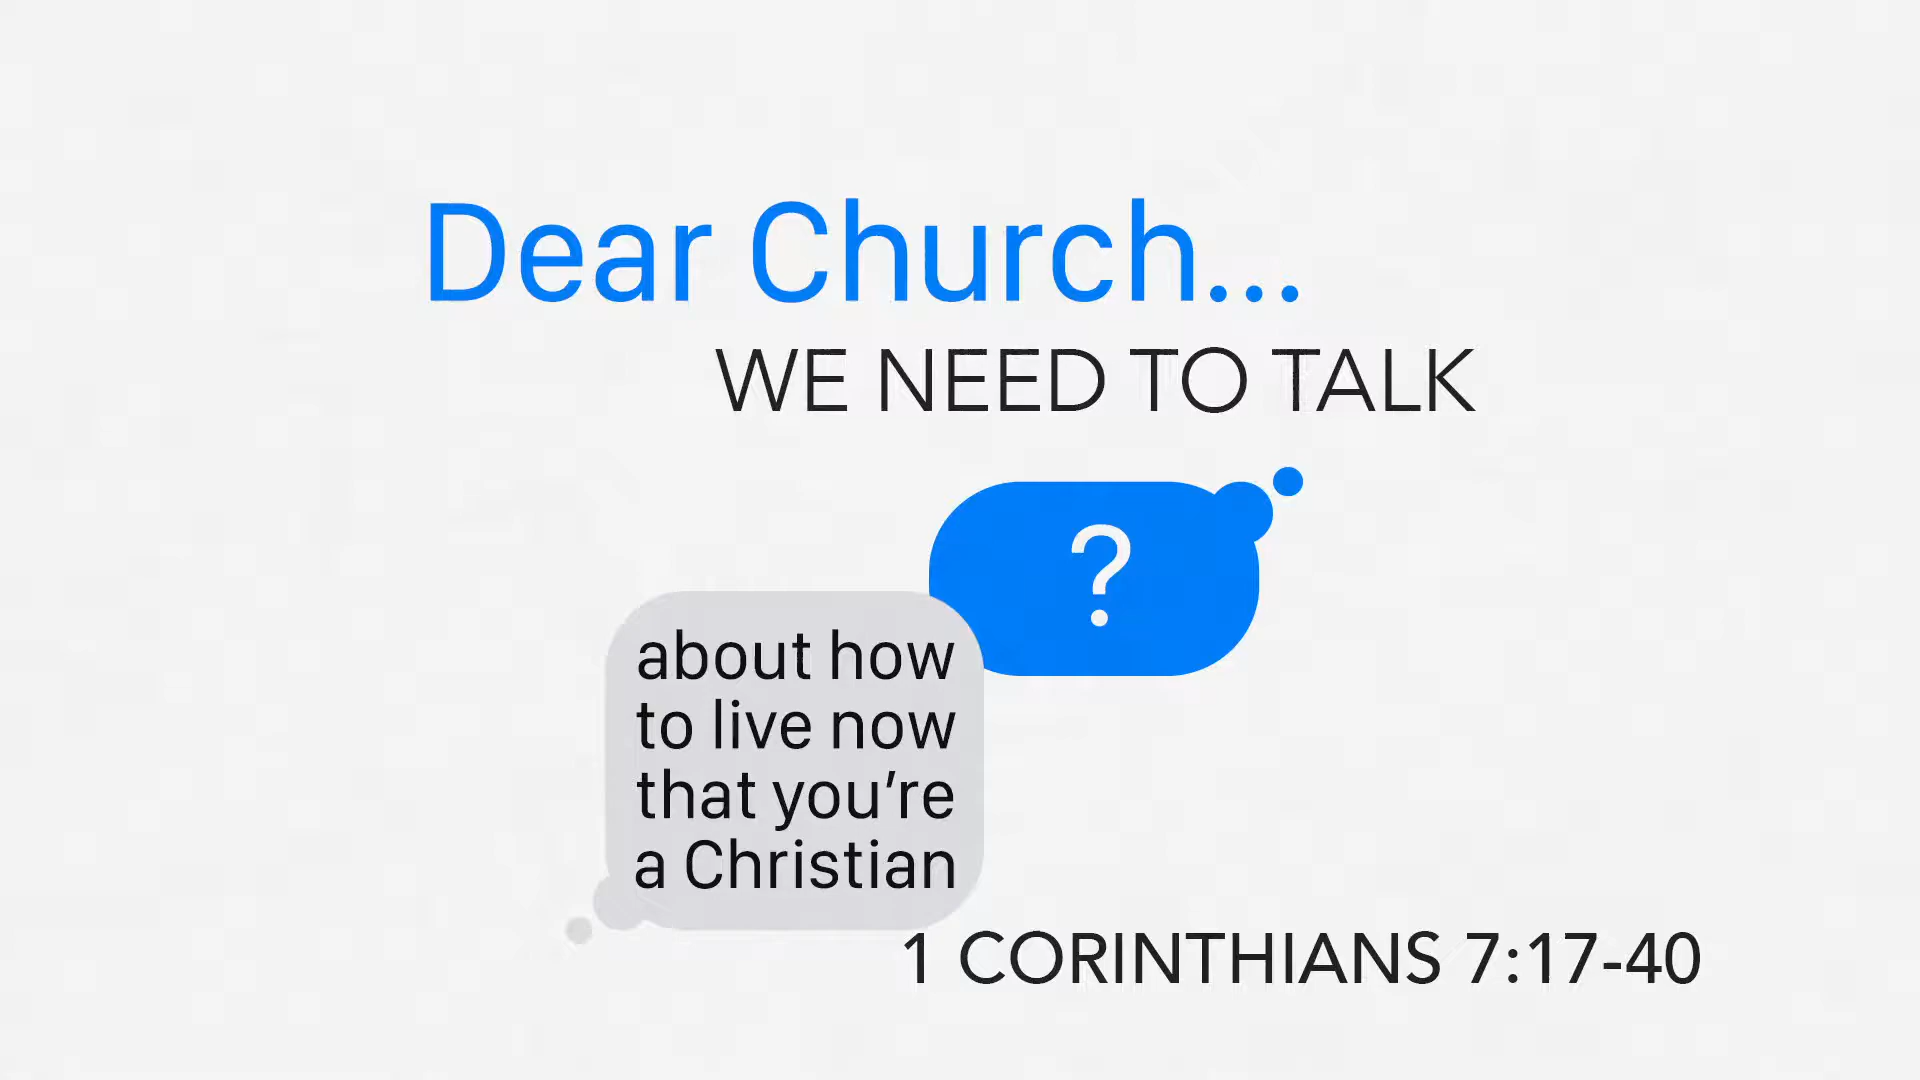 Dear Church...
WE NEED TO TALK
?
about how
to live now
that you’re
a Christian
1 CORINTHIANS 7:17-40